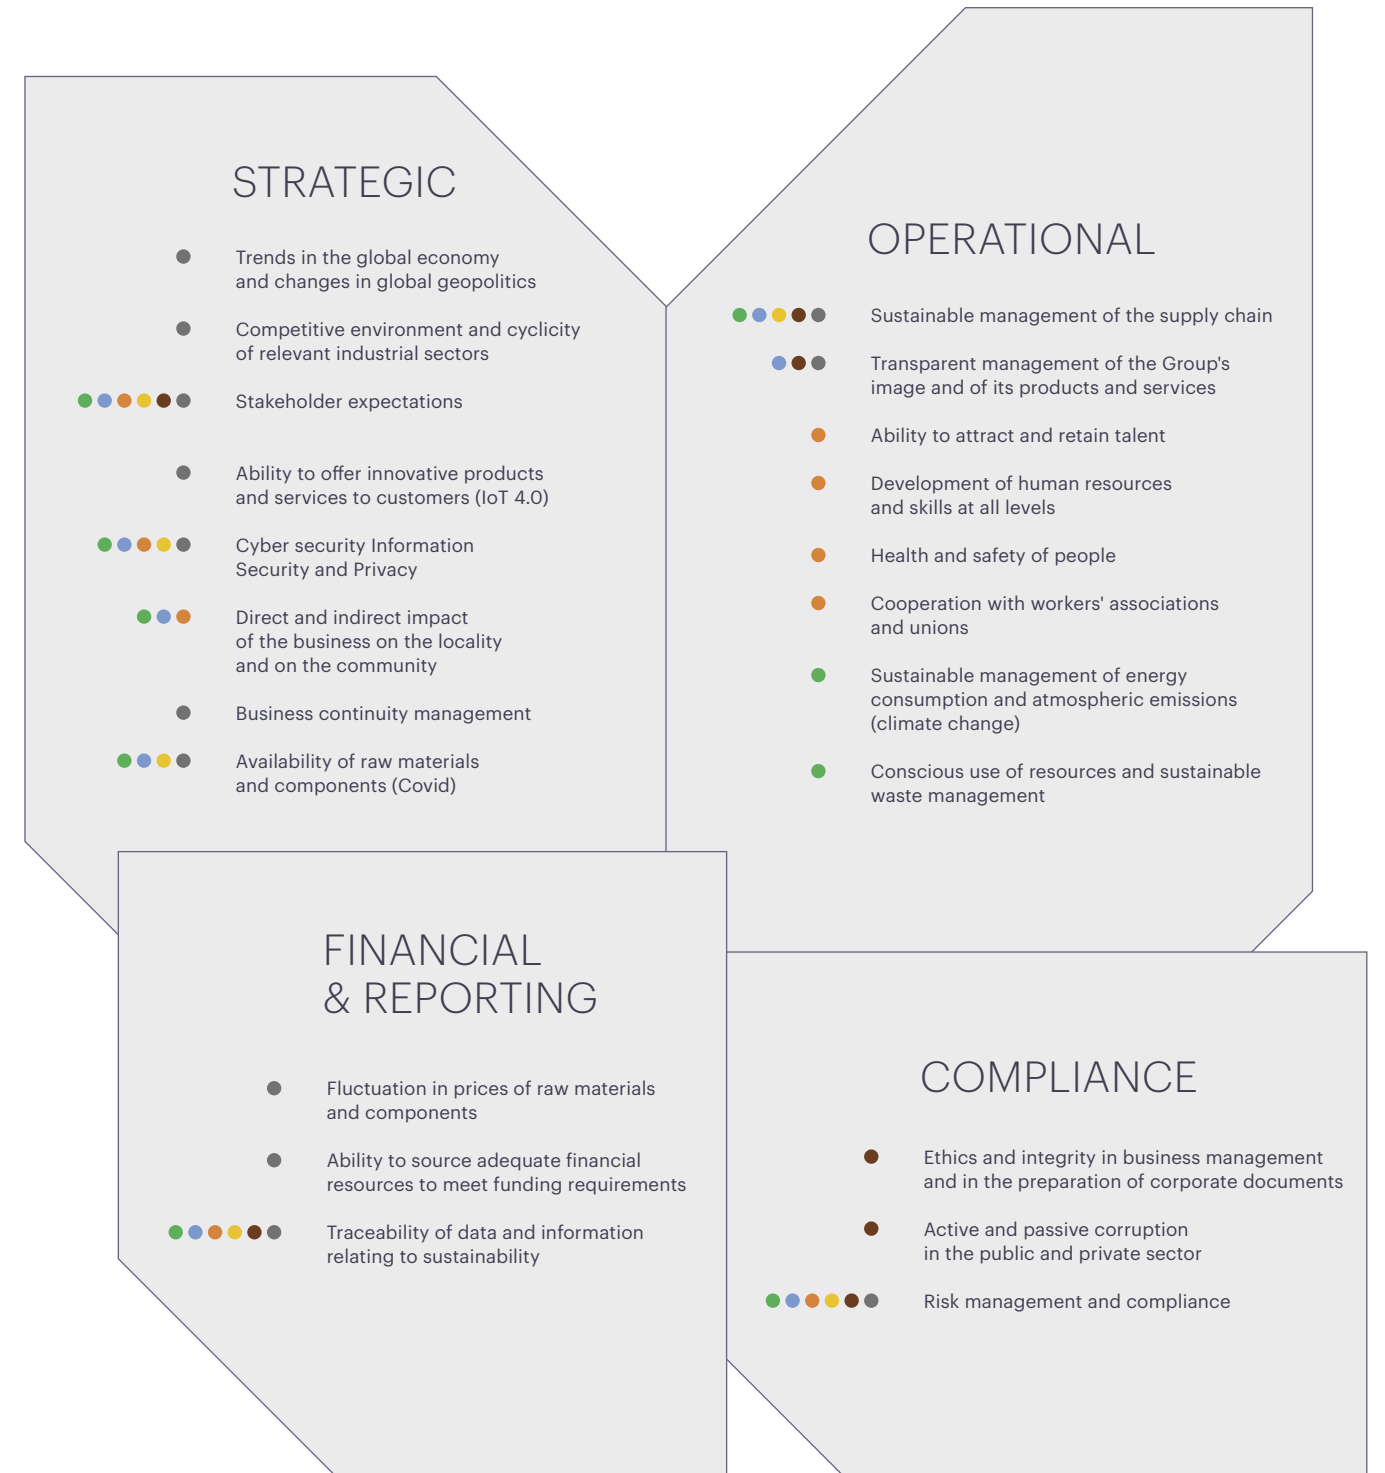 STRATEGIC
Trends in the global economy
and changes in global geopolitics
Competitive environment and cyclicity
of relevant industrial sectors
Stakeholder expectations
Ability to offer innovative products
and services to customers (IoT 4.0)
Cyber security Information
Security and Privacy
Direct and indirect impact
of the business on the locality
and on the community
Business continuity management
Availability of raw materials
and components (Covid)
OPERATIONAL
Sustainable management of the supply chain
Transparent management of the Group's
image and of its products and services
Ability to attract and retain talent
Development of human resources
and skills at all levels
Health and safety of people
Cooperation with workers' associations
and unions
Sustainable management of energy
consumption and atmospheric emissions
(climate change)
Conscious use of resources and sustainable
waste management
FINANCIAL
& REPORTING
Fluctuation in prices of raw materials
and components
Ability to source adequate financial
resources to meet funding requirements
Traceability of data and information
relating to sustainability
COMPLIANCE
Ethics and integrity in business management
and in the preparation of corporate documents
Active and passive corruption
in the public and private sector
Risk management and compliance